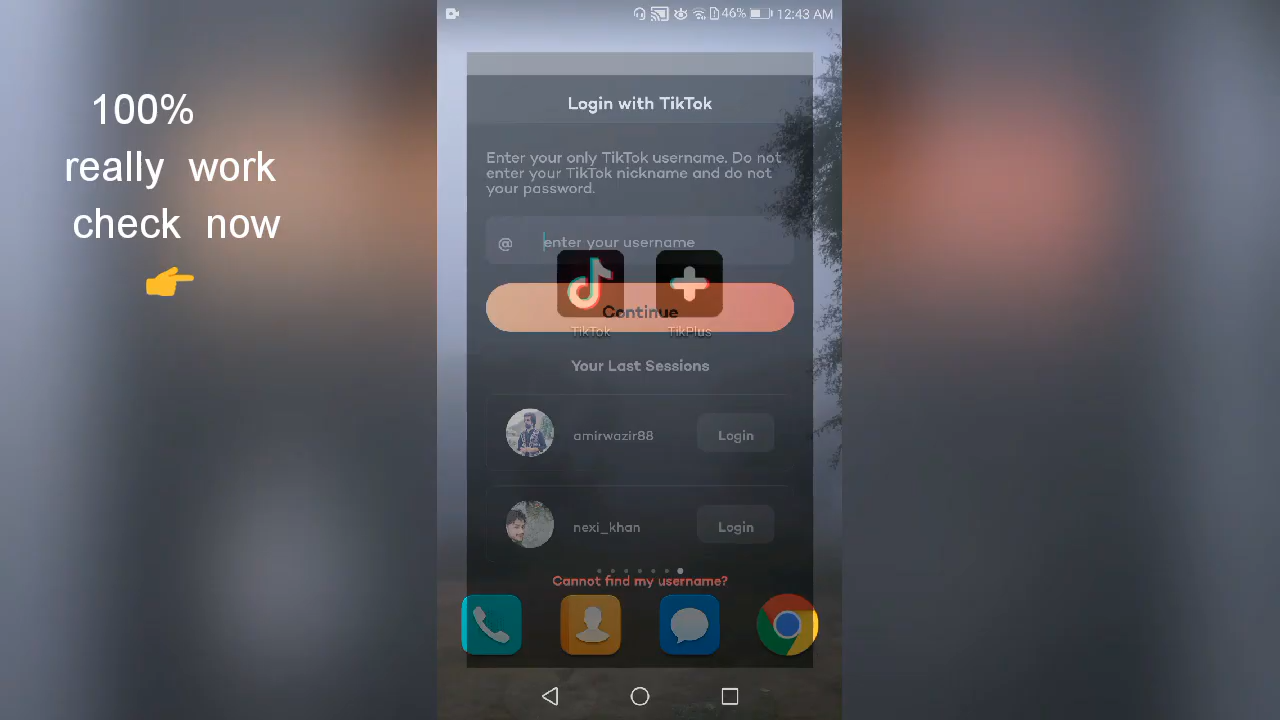 46% 12:43 AM
100%
really work
check now
Login with TikTok
Enter your only TikTok username. Do not
enter your TikTok nickname and do not
your password.
@ enter your username
Continue
TikTok TikPlus
Your Last Sessions
amirwazir88 Login
nexi_khan Login
Cannot find my username?